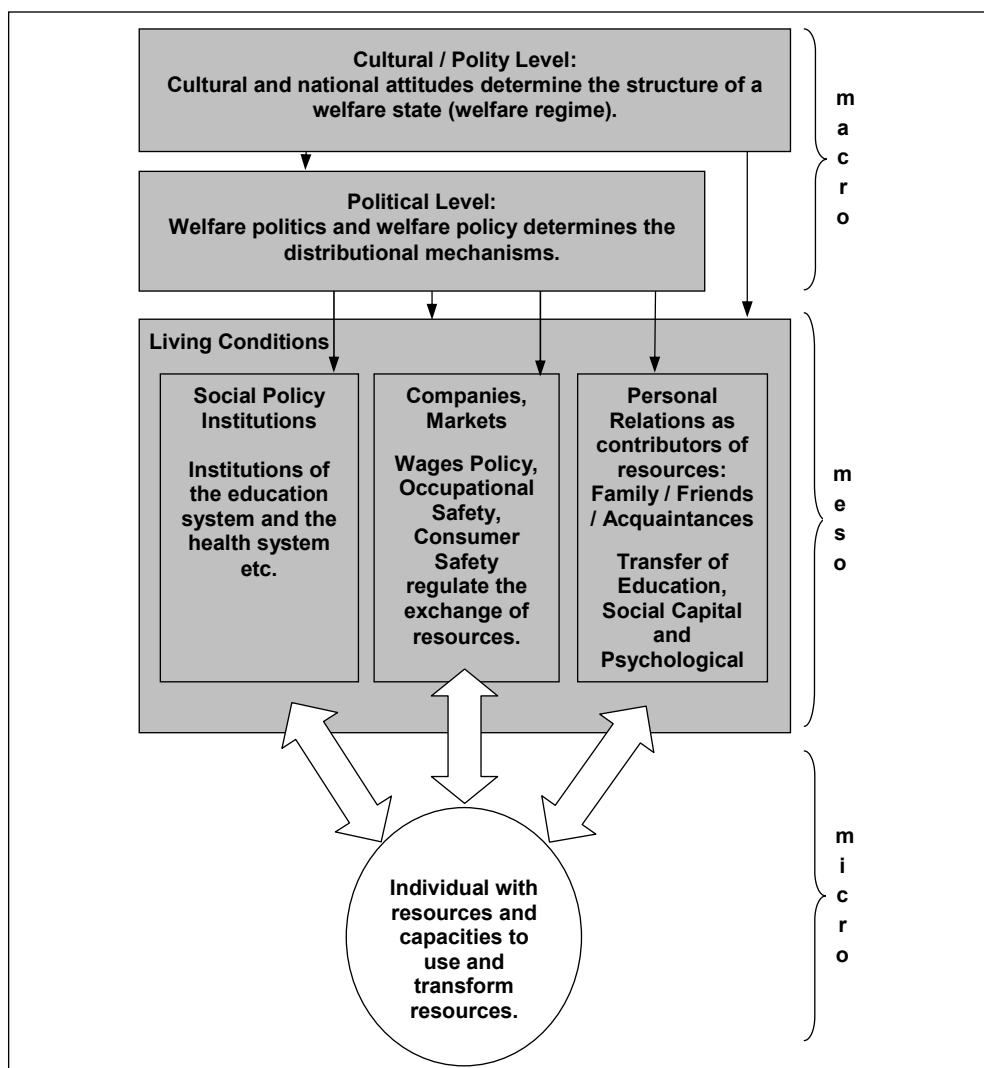 Cultural / Polity Level:
Cultural and national attitudes determine the structure of a
welfare state (welfare regime).
m
a
c
r
o
Political Level:
Welfare politics and welfare policy determines the
distributional mechanisms.
Living Conditions
Social Policy
Institutions
Institutions of
the education
system and the
health system
etc.
Companies,
Markets
Wages Policy,
Occupational
Safety,
Consumer
Safety
regulate the
exchange of
resources.
Personal
Relations as
contributors of
resources:
Family / Friends
/ Acquaintances
Transfer of
Education,
Social Capital
and
Psychological
m
e
s
o
Individual with
resources and
capacities to
use and
transform
resources.
m
i
c
r
o